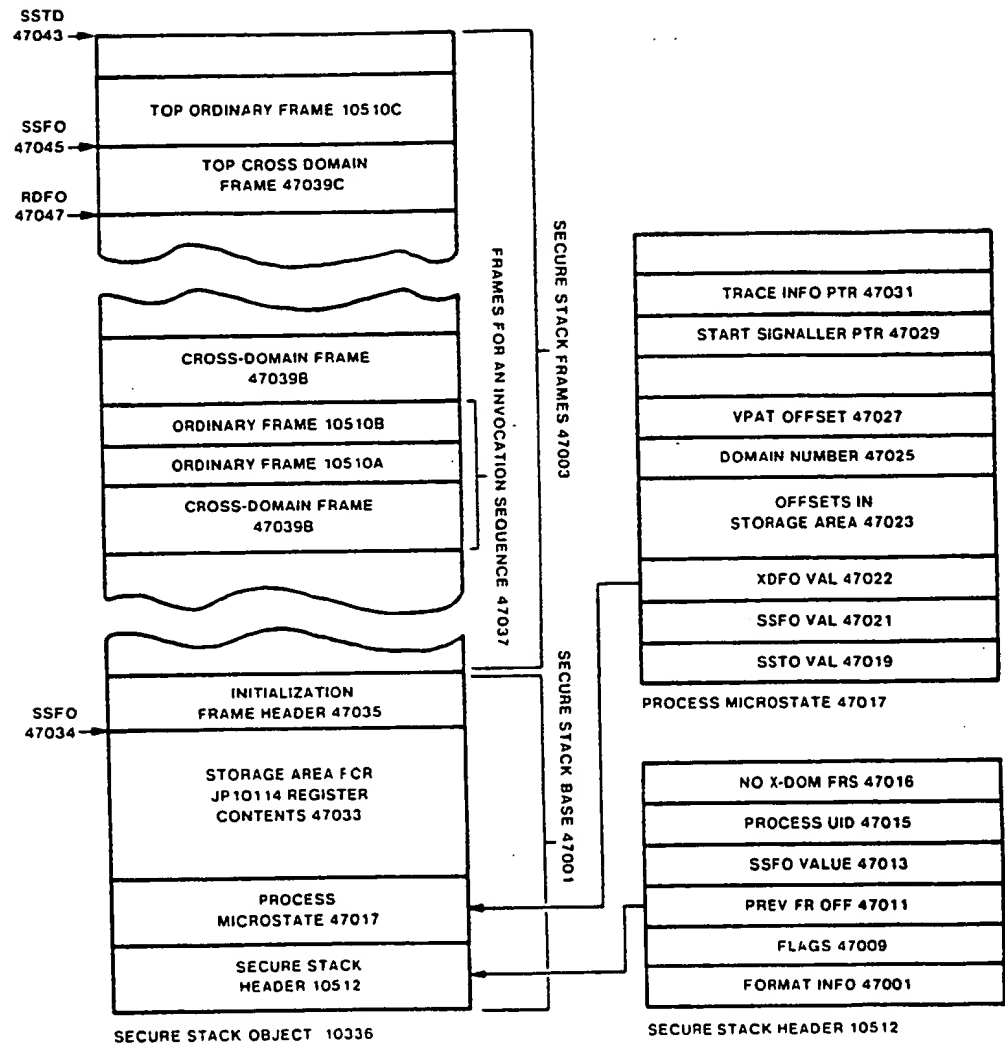 SSTD
47043
TOP ORDINARY FRAME 10510C
SSFO
47045
TOP CROSS DOMAIN
FRAME 47039C
RDFO
47047
CROSS-DOMAIN FRAME
47039B
ORDINARY FRAME 10510B
ORDINARY FRAME 10510A
CROSS-DOMAIN FRAME
47039B
FRAMES FOR AN INVOCATION SEQUENCE 47037
SECURE STACK FRAMES 47003
INITIALIZATION
FRAME HEADER 47035
SSFO
47034
STORAGE AREA FCR
JP10114 REGISTER
CONTENTS 47033
PROCESS
MICROSTATE 47017
SECURE STACK
HEADER 10512
SECURE STACK BASE 47001
SECURE STACK OBJECT 10336
TRACE INFO PTR 47031
START SIGNALLER PTR 47029
VPAT OFFSET 47027
DOMAIN NUMBER 47025
OFFSETS IN
STORAGE AREA 47023
XDFO VAL 47022
SSFO VAL 47021
SSTO VAL 47019
PROCESS MICROSTATE 47017
NO X-DOM FRS 47016
PROCESS UID 47015
SSFO VALUE 47013
PREV FR OFF 47011
FLAGS 47009
FORMAT INFO 47001
SECURE STACK HEADER 10512